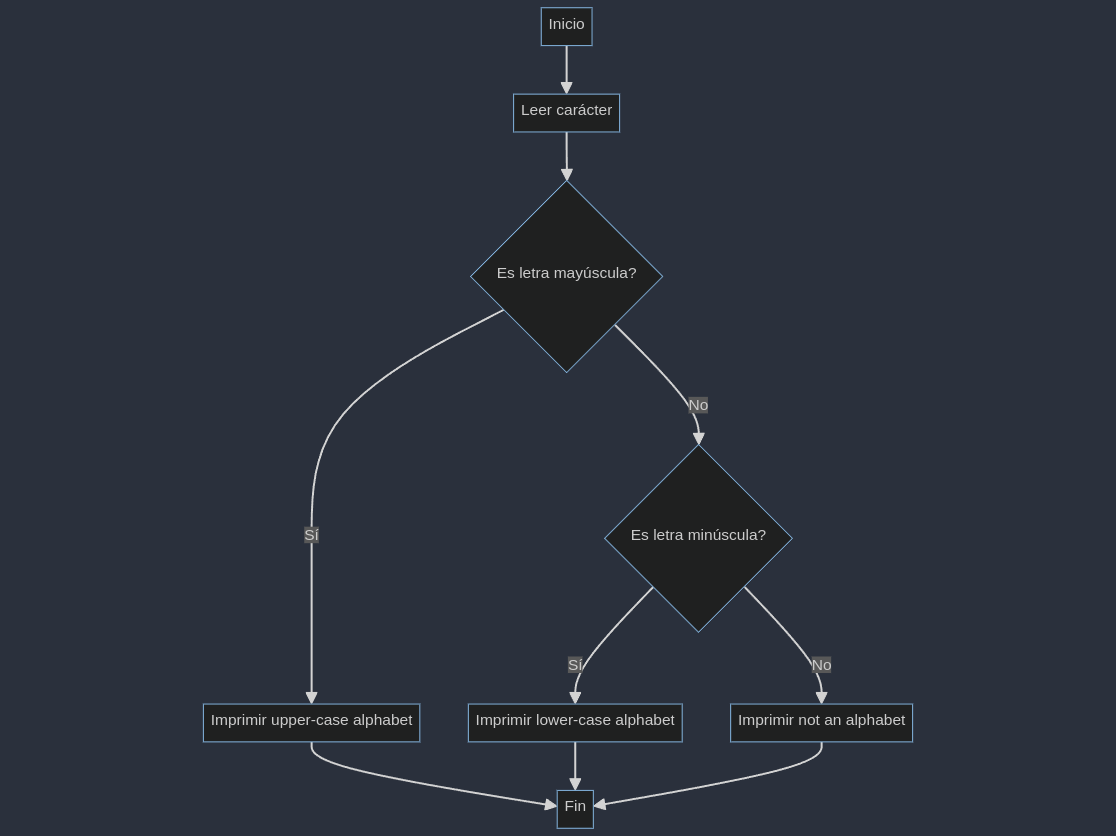 Inicio
Leer carácter
Es letra mayúscula?
No
Sí
Es letra minúscula?
Sí
No
Imprimir upper-case alphabet
Imprimir lower-case alphabet
Imprimir not an alphabet
Fin